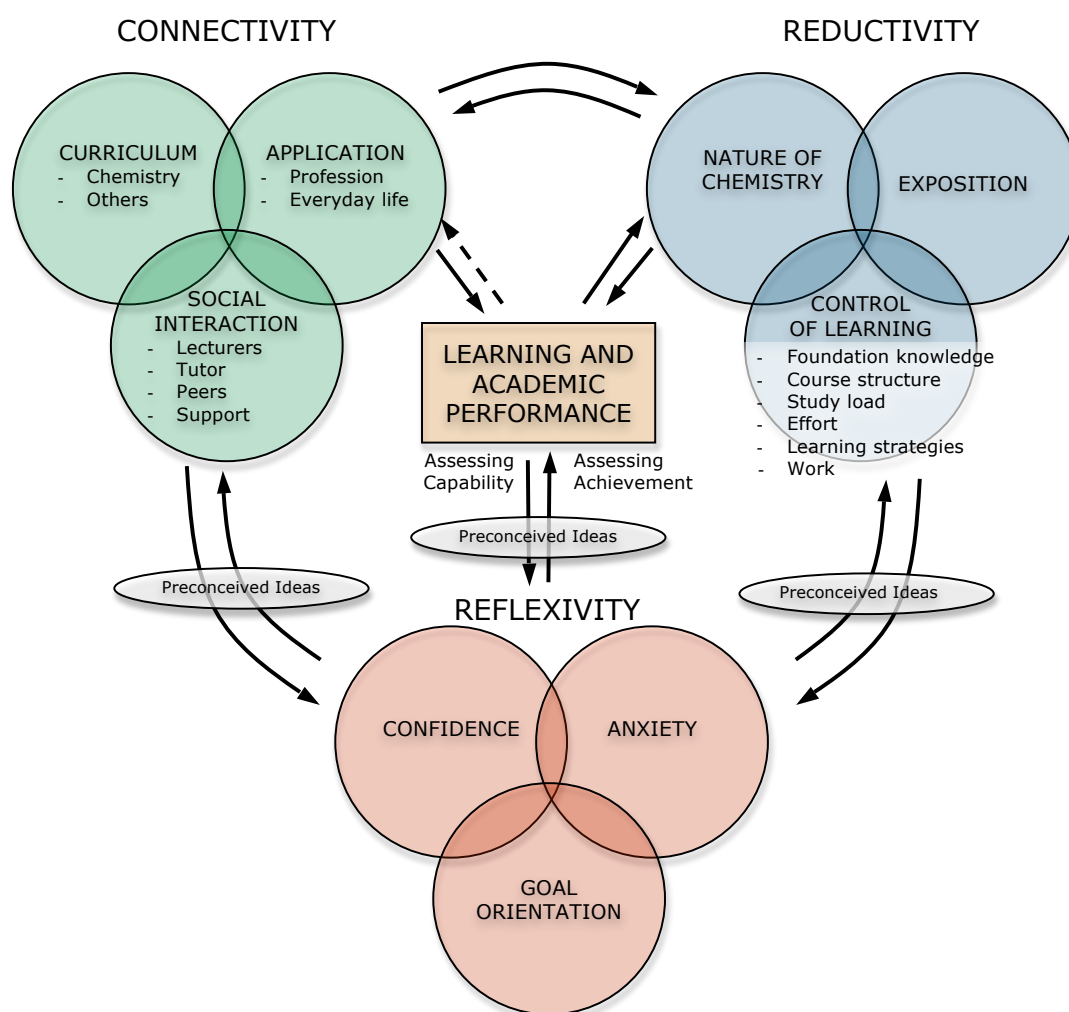 CONNECTIVITY
REDUCTIVITY
CURRICULUM
- Chemistry
- Others
APPLICATION
- Profession
- Everyday life
SOCIAL
INTERACTION
- Lecturers
- Tutor
- Peers
- Support
NATURE OF
CHEMISTRY
EXPOSITION
CONTROL
OF LEARNING
- Foundation knowledge
- Course structure
- Study load
- Effort
- Learning strategies
- Work
LEARNING AND
ACADEMIC
PERFORMANCE
Assessing
Capability
Assessing
Achievement
Preconceived Ideas
Preconceived Ideas
Preconceived Ideas
REFLEXIVITY
CONFIDENCE
ANXIETY
GOAL
ORIENTATION